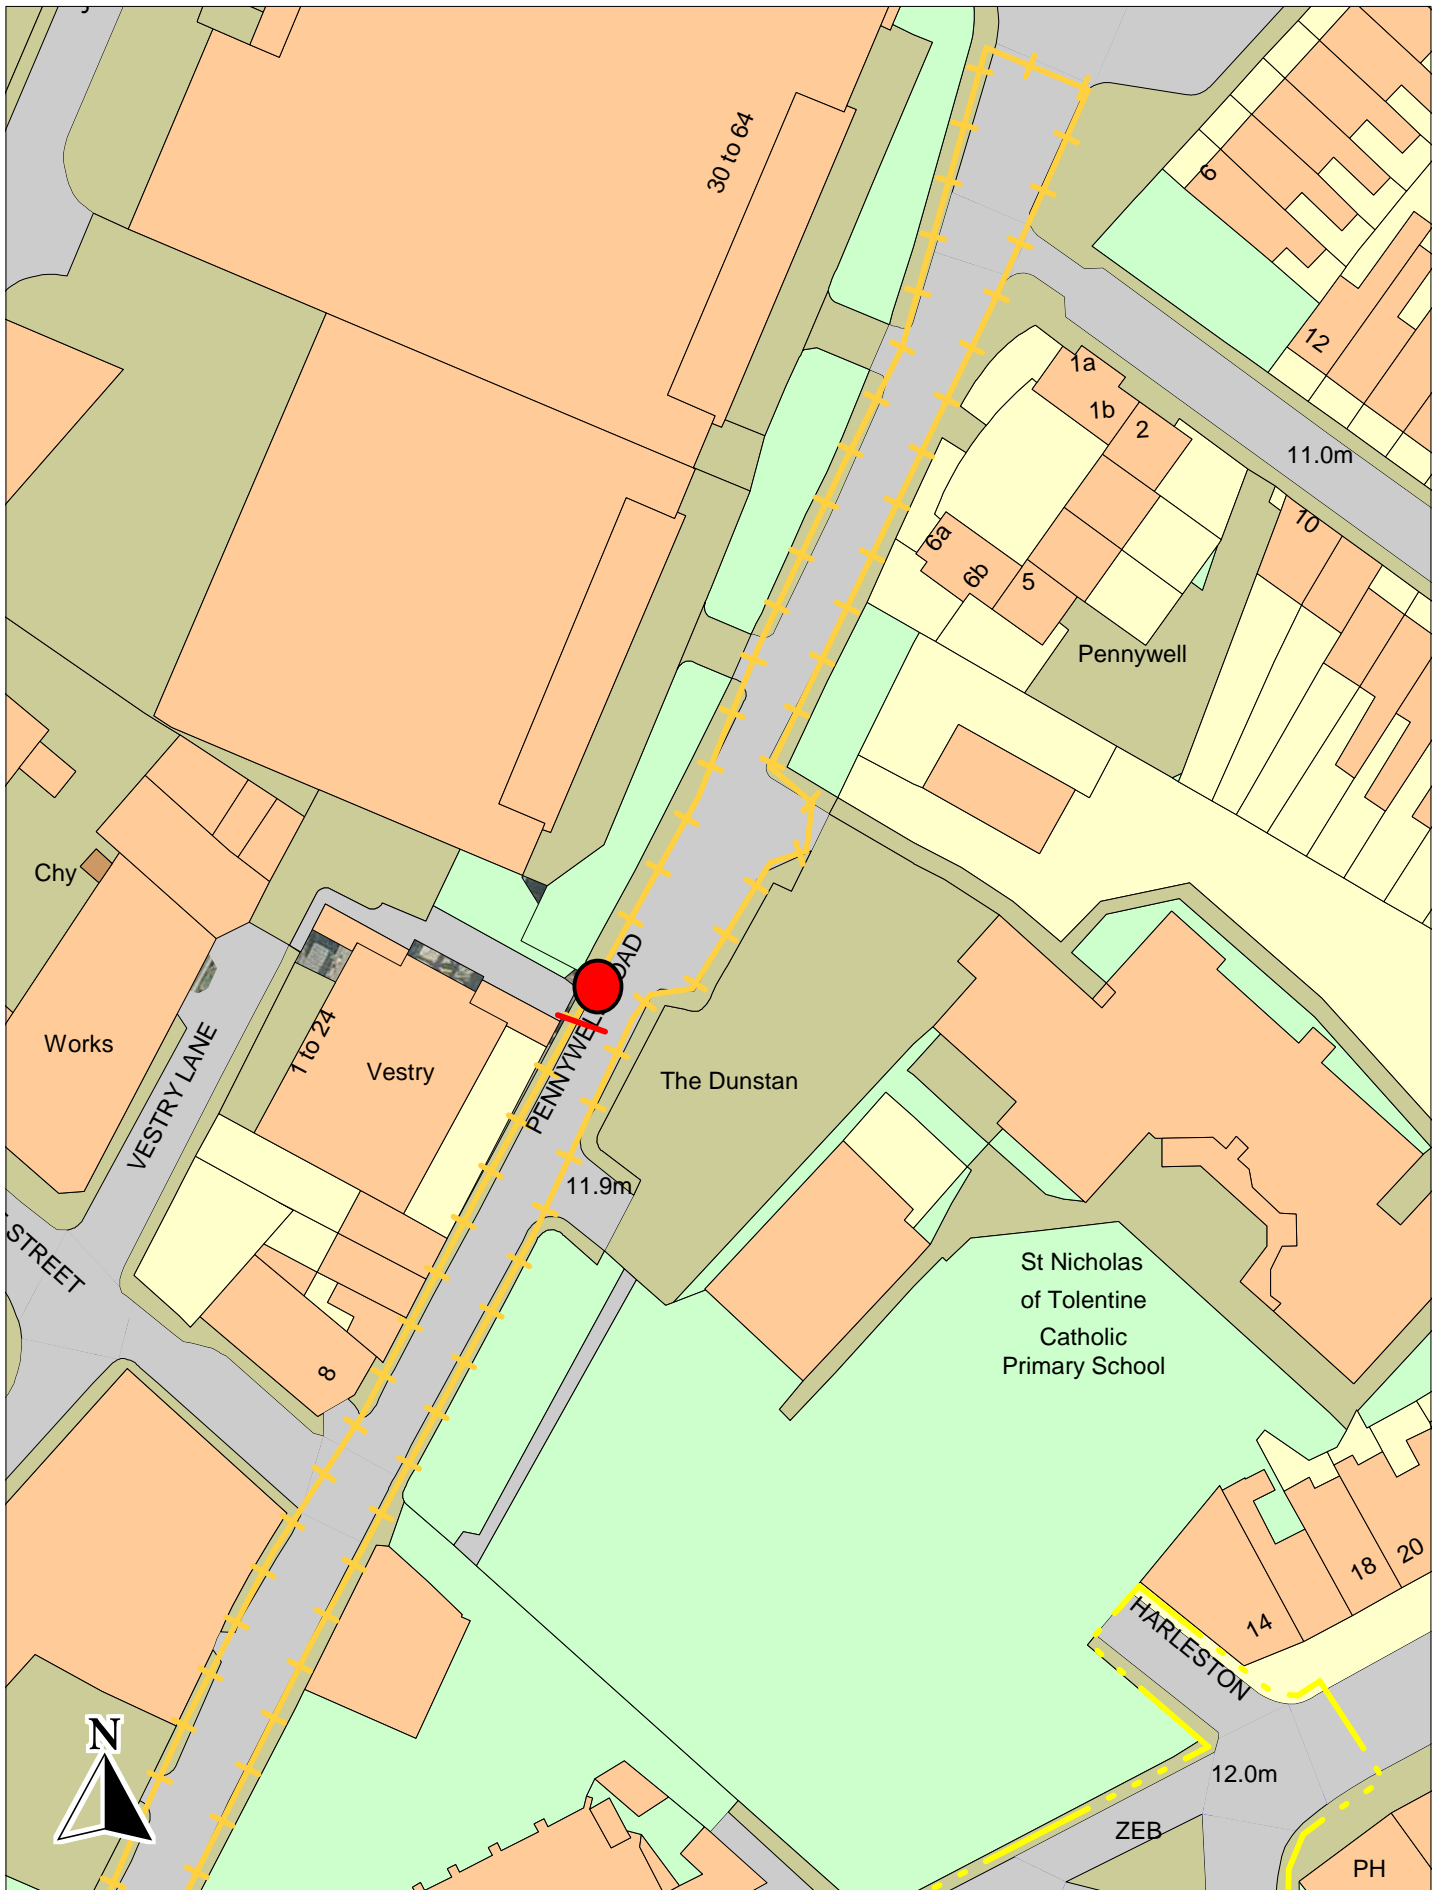 30 to 64
6
12
1a
1b
2
11.0m
10
6a
6b
5
Pennywell
Chy
Works
1 to 24
Vestry
VESTRY LANE
The Dunstan
11.9m
STREET
8
St Nicholas
of Tolentine
Catholic
Primary School
18
20
14
HARLESTON
12.0m
ZEB
PH
N